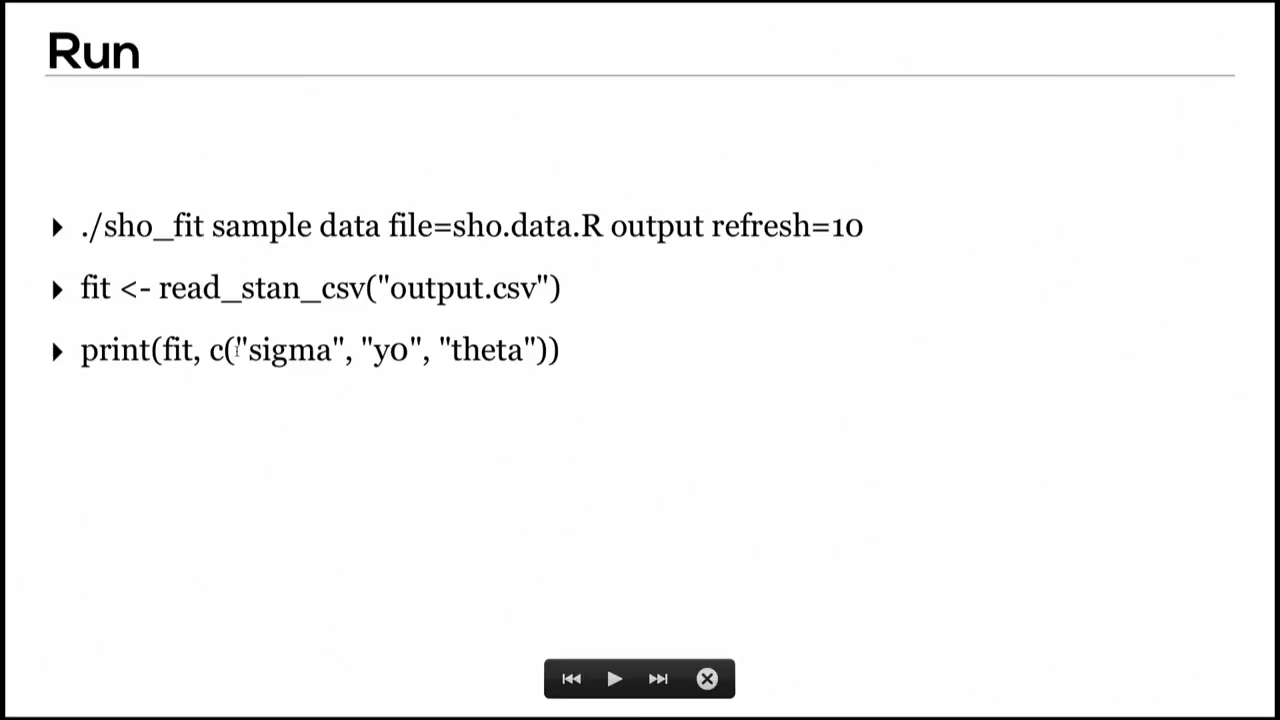 Run
./sho_fit sample data file=sho.data.R output refresh=10
fit <- read_stan_csv("output.csv")
print(fit, c("sigma", "y0", "theta"))